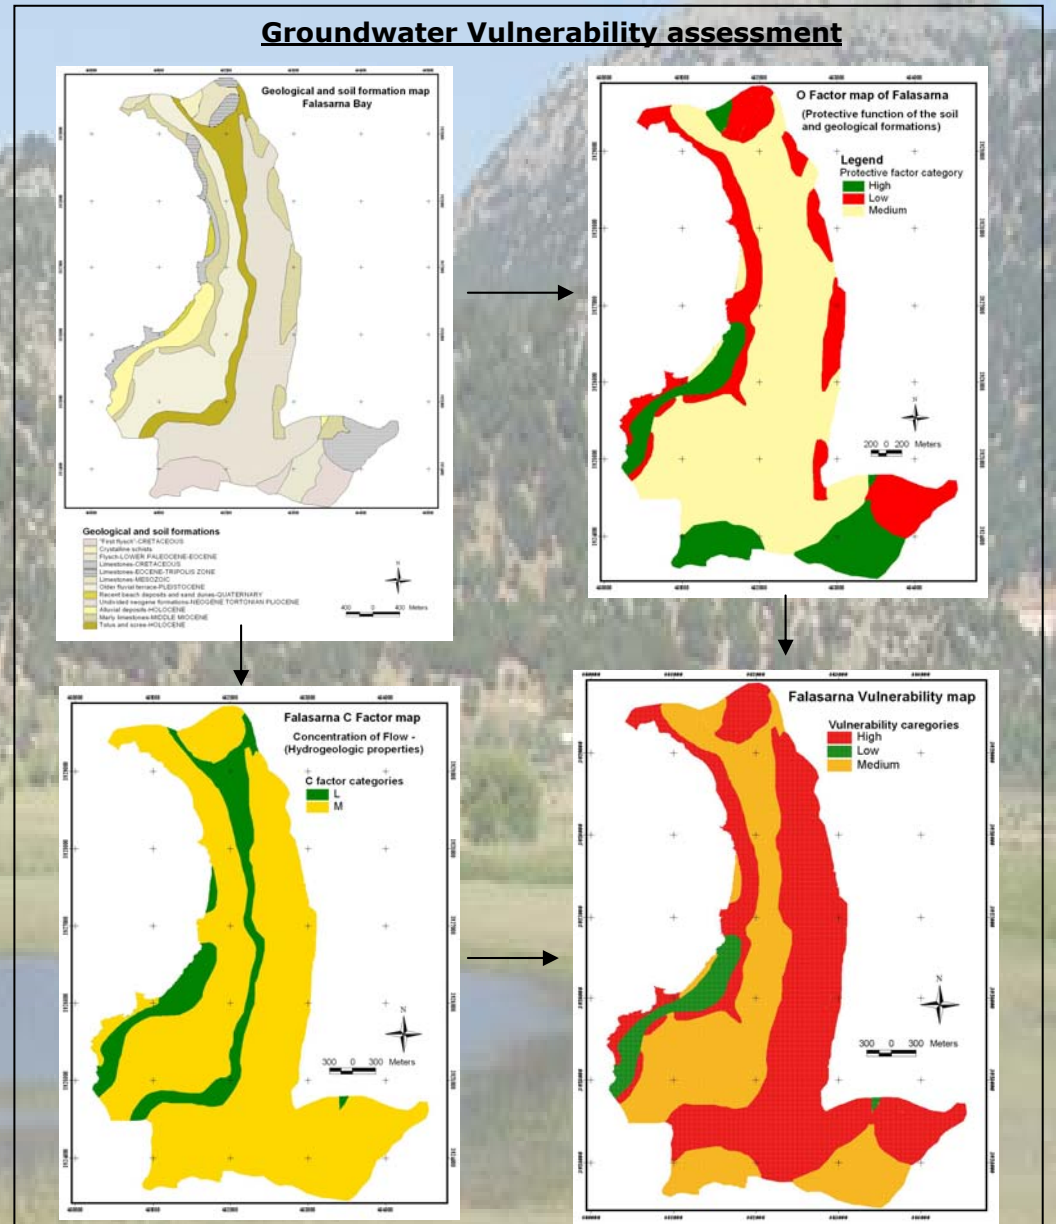 Groundwater Vulnerability assessment
Geological and soil formation map
Falasarna Bay
Geological and soil formations
"First flysch"-CRETACEOUS
Crystalline schists
Flysch-LOWER PALEOCENE-EOCENE
Limestones-CRETACEOUS
Limestones-EOCENE-TRIPOLIS ZONE
Limestones-MESOZOIC
Older fluvial terrace-PLEISTOCENE
Recent beach deposits and sand dunes-QUATERNARY
Undivided neogene formations-NEOGENE TORTONIAN PLIOCENE
Alluvial deposits-HOLOCENE
Marly limestones-MIDDLE MIOCENE
Talus and scree-HOLOCENE
N
400 0 400 Meters
O Factor map of Falasarna
(Protective function of the soil
and geological formations)
Legend
Protective factor category
High
Low
Medium
N
200 0 200 Meters
Falasarna C Factor map
Concentration of Flow -
(Hydrogeologic properties)
C factor categories
L
M
N
300 0 300 Meters
Falasarna Vulnerability map
Vulnerability caregories
High
Low
Medium
N
300 0 300 Meters